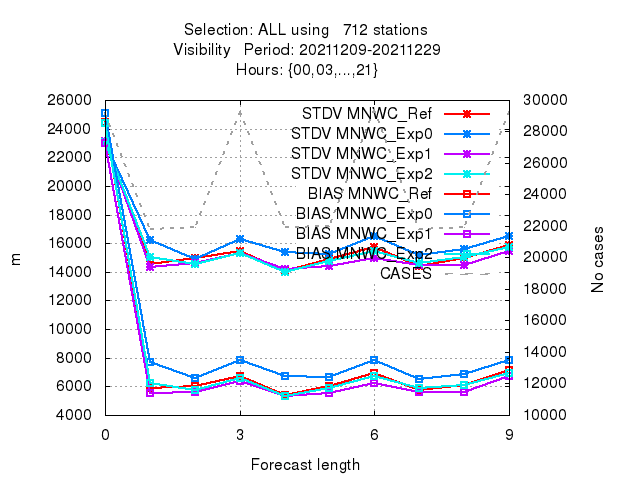 Selection: ALL using   712 stations
Visibility   Period: 20211209-20211229
Hours: {00,03,...,21}
26000
24000
22000
20000
18000
16000
14000
12000
10000
8000
6000
4000
m
STDV MNWC_Ref
STDV MNWC_Exp0
STDV MNWC_Exp1
STDV MNWC_Exp2
BIAS MNWC_Ref
BIAS MNWC_Exp0
BIAS MNWC_Exp1
BIAS MNWC_Exp2
CASES
30000
28000
26000
24000
22000
20000
18000
16000
14000
12000
10000
No cases
0 3 6 9
Forecast length